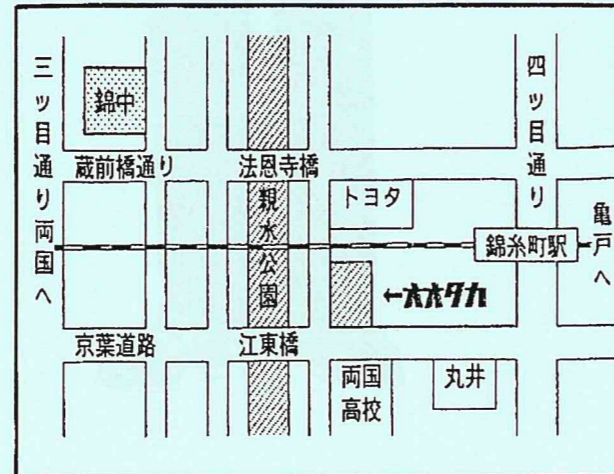 三ッ目通り
両国へ
錦中
蔵前橋通り
法恩寺橋
親水公園
トヨタ
四ッ目通り
亀戸へ
錦糸町駅
←オオタカ
京葉道路
江東橋
両国
高校
丸井